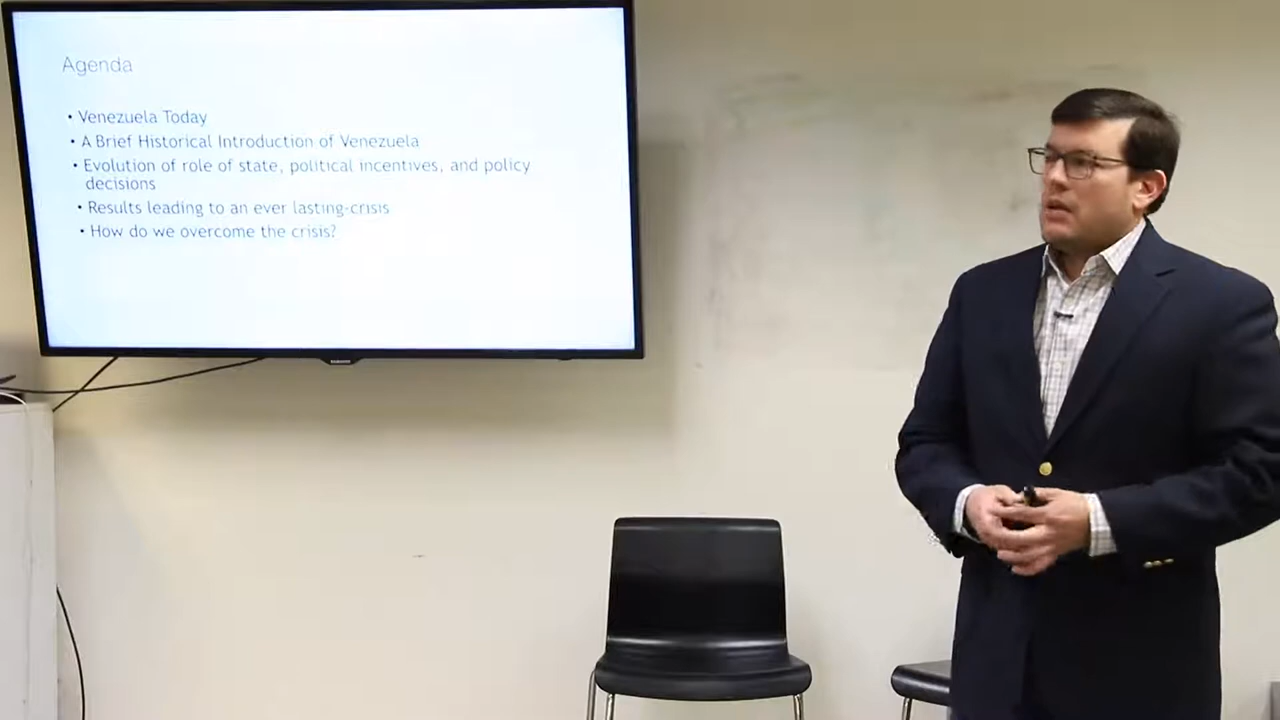 Agenda
• Venezuela Today
• A Brief Historical Introduction of Venezuela
• Evolution of role of state, political incentives, and policy
decisions
• Results leading to an ever lasting-crisis
• How do we overcome the crisis?
SAMSUNG